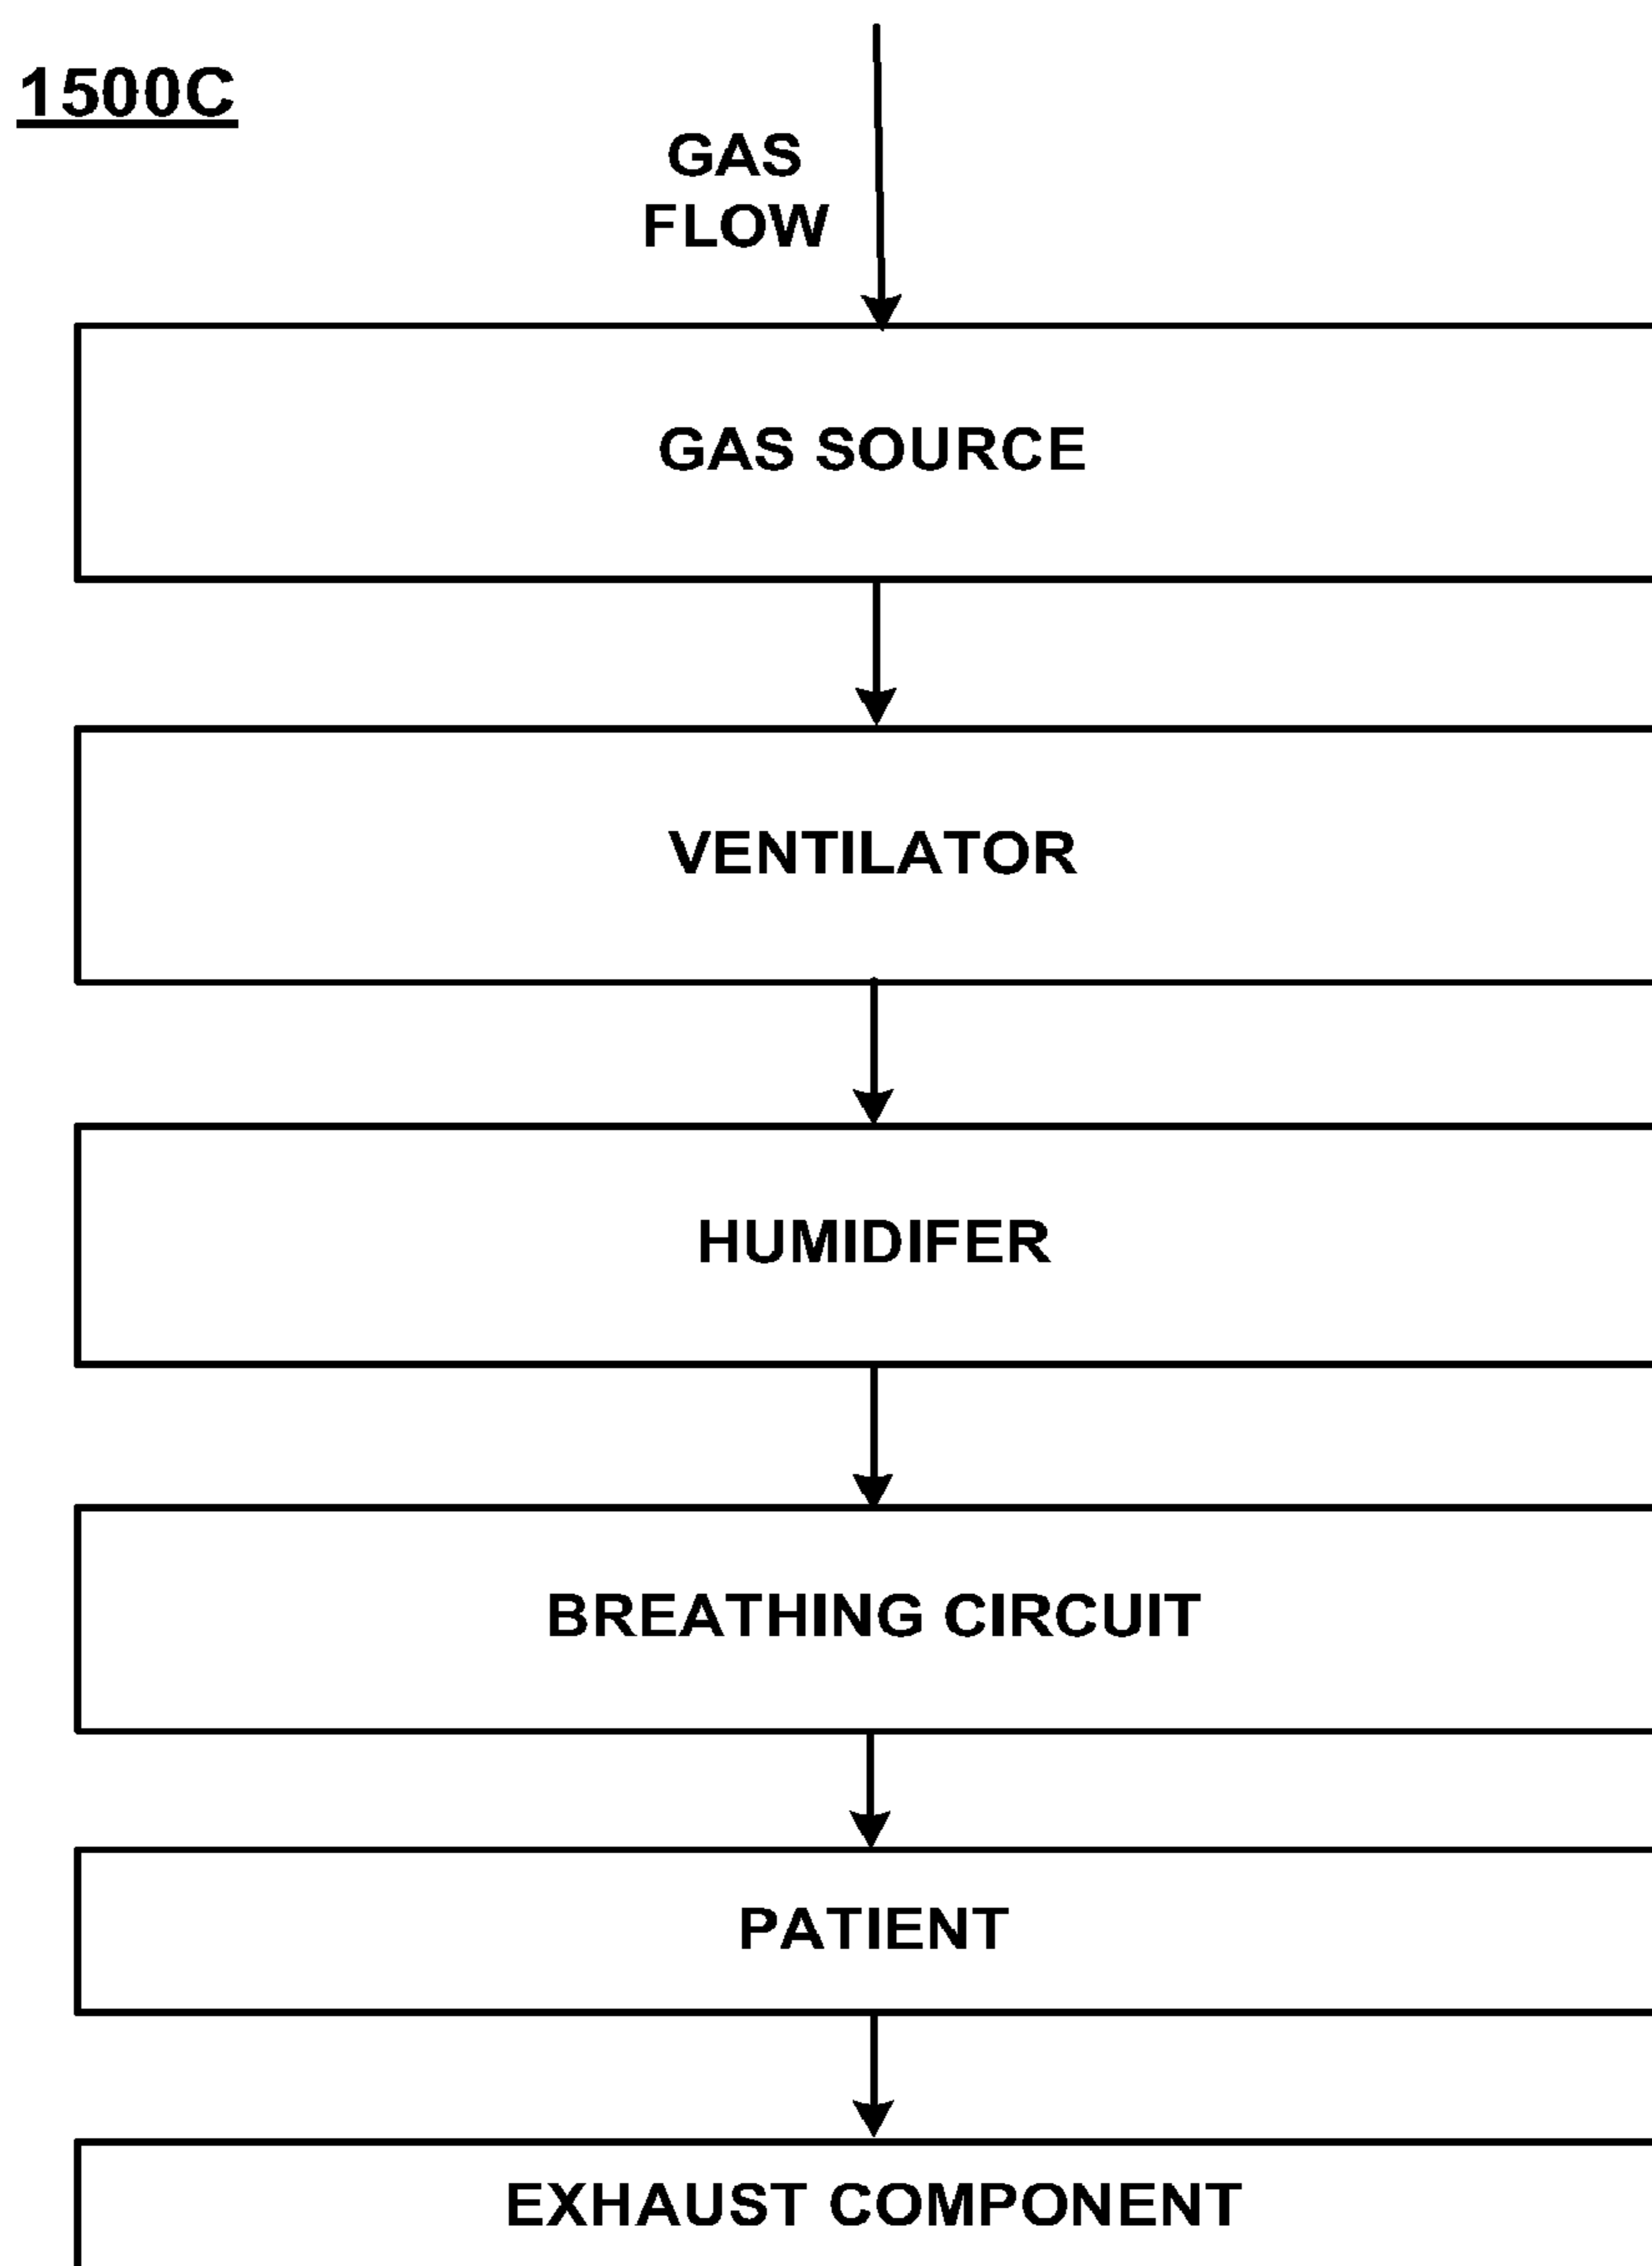 1500C
GAS
FLOW
GAS SOURCE
VENTILATOR
HUMIDIFER
BREATHING CIRCUIT
PATIENT
EXHAUST COMPONENT